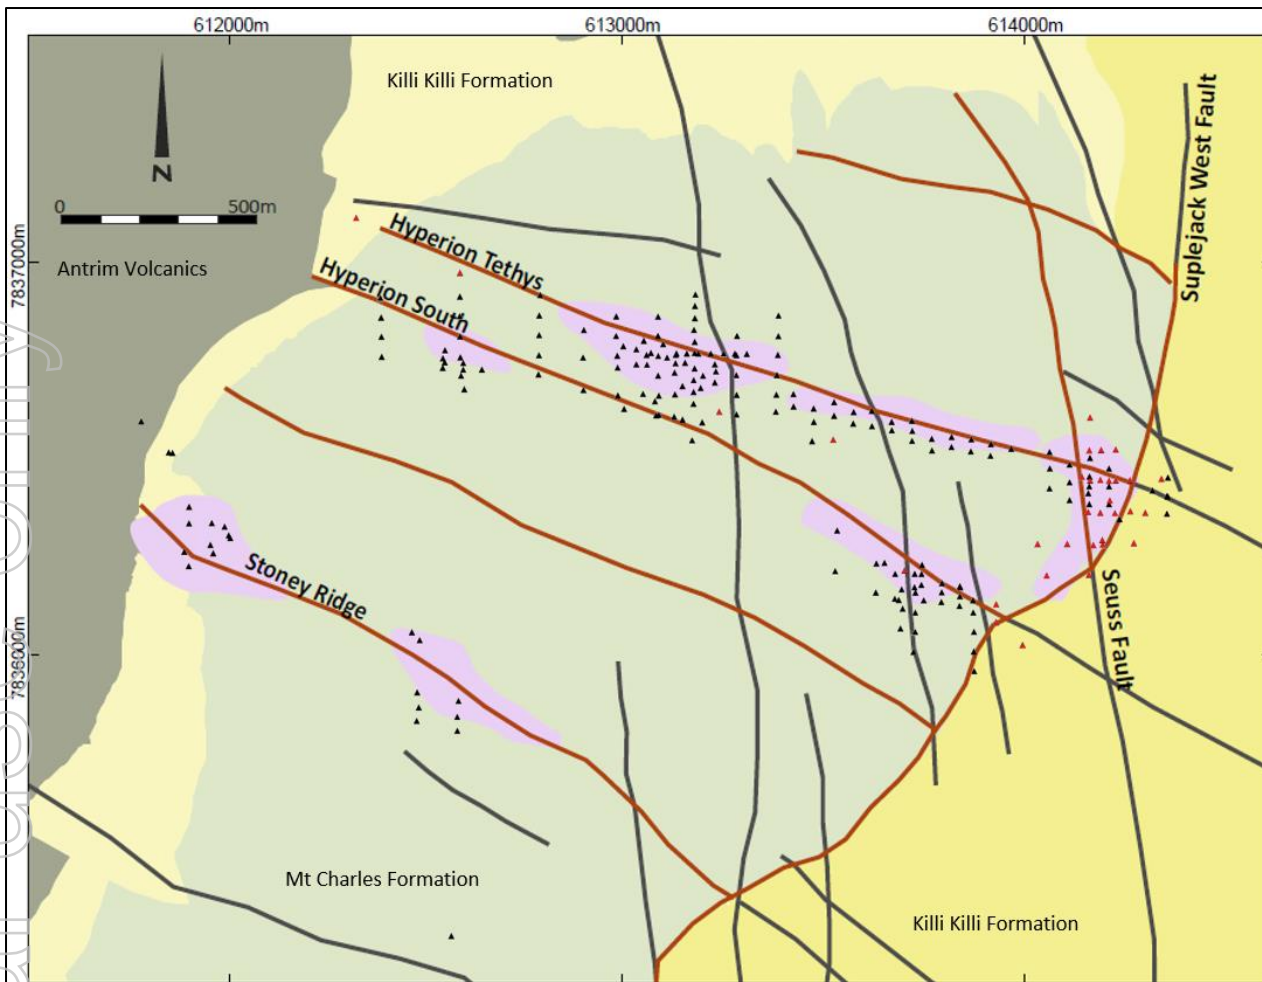 612000m
613000m
614000m
Killi Killi Formation
Suplejack West Fault
N
0
500m
Hyperion Tethys
7837000m
Antrim Volcanics
Hyperion South
Stoney Ridge
Seuss Fault
7836000m
Mt Charles Formation
Killi Killi Formation